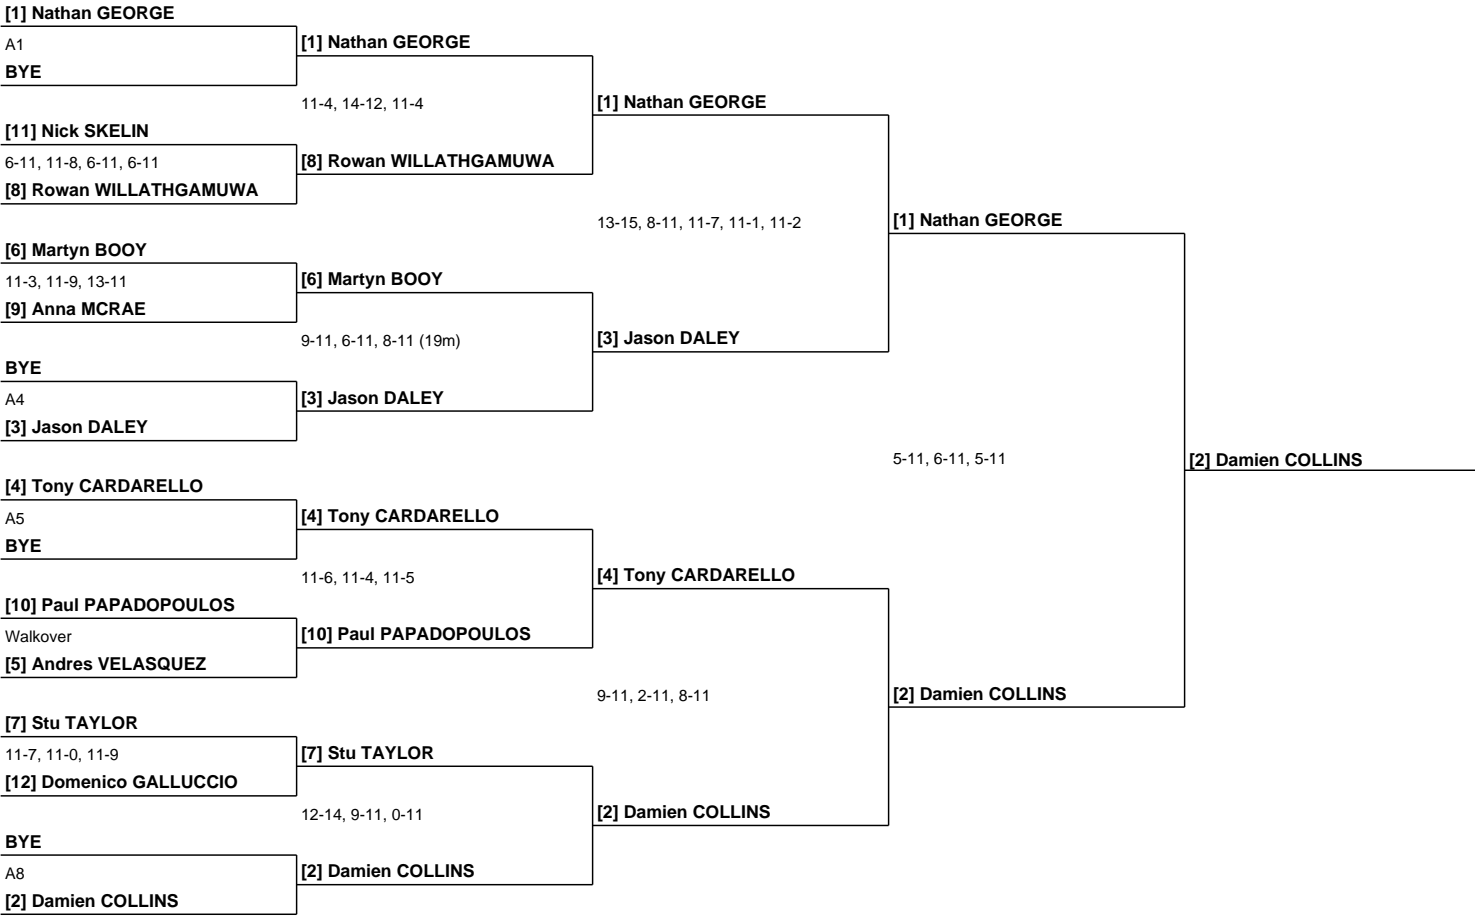 [1] Nathan GEORGE
A1
BYE
[11] Nick SKELIN
6-11, 11-8, 6-11, 6-11
[8] Rowan WILLATHGAMUWA
[6] Martyn BOOY
11-3, 11-9, 13-11
[9] Anna MCRAE
BYE
A4
[3] Jason DALEY
[4] Tony CARDARELLO
A5
BYE
[10] Paul PAPADOPOULOS
Walkover
[5] Andres VELASQUEZ
[7] Stu TAYLOR
11-7, 11-0, 11-9
[12] Domenico GALLUCCIO
BYE
A8
[2] Damien COLLINS
[1] Nathan GEORGE
11-4, 14-12, 11-4
[8] Rowan WILLATHGAMUWA
[6] Martyn BOOY
9-11, 6-11, 8-11 (19m)
[3] Jason DALEY
[4] Tony CARDARELLO
11-6, 11-4, 11-5
[10] Paul PAPADOPOULOS
[7] Stu TAYLOR
12-14, 9-11, 0-11
[2] Damien COLLINS
[1] Nathan GEORGE
13-15, 8-11, 11-7, 11-1, 11-2
[3] Jason DALEY
[4] Tony CARDARELLO
9-11, 2-11, 8-11
[2] Damien COLLINS
[1] Nathan GEORGE
5-11, 6-11, 5-11
[2] Damien COLLINS
[2] Damien COLLINS